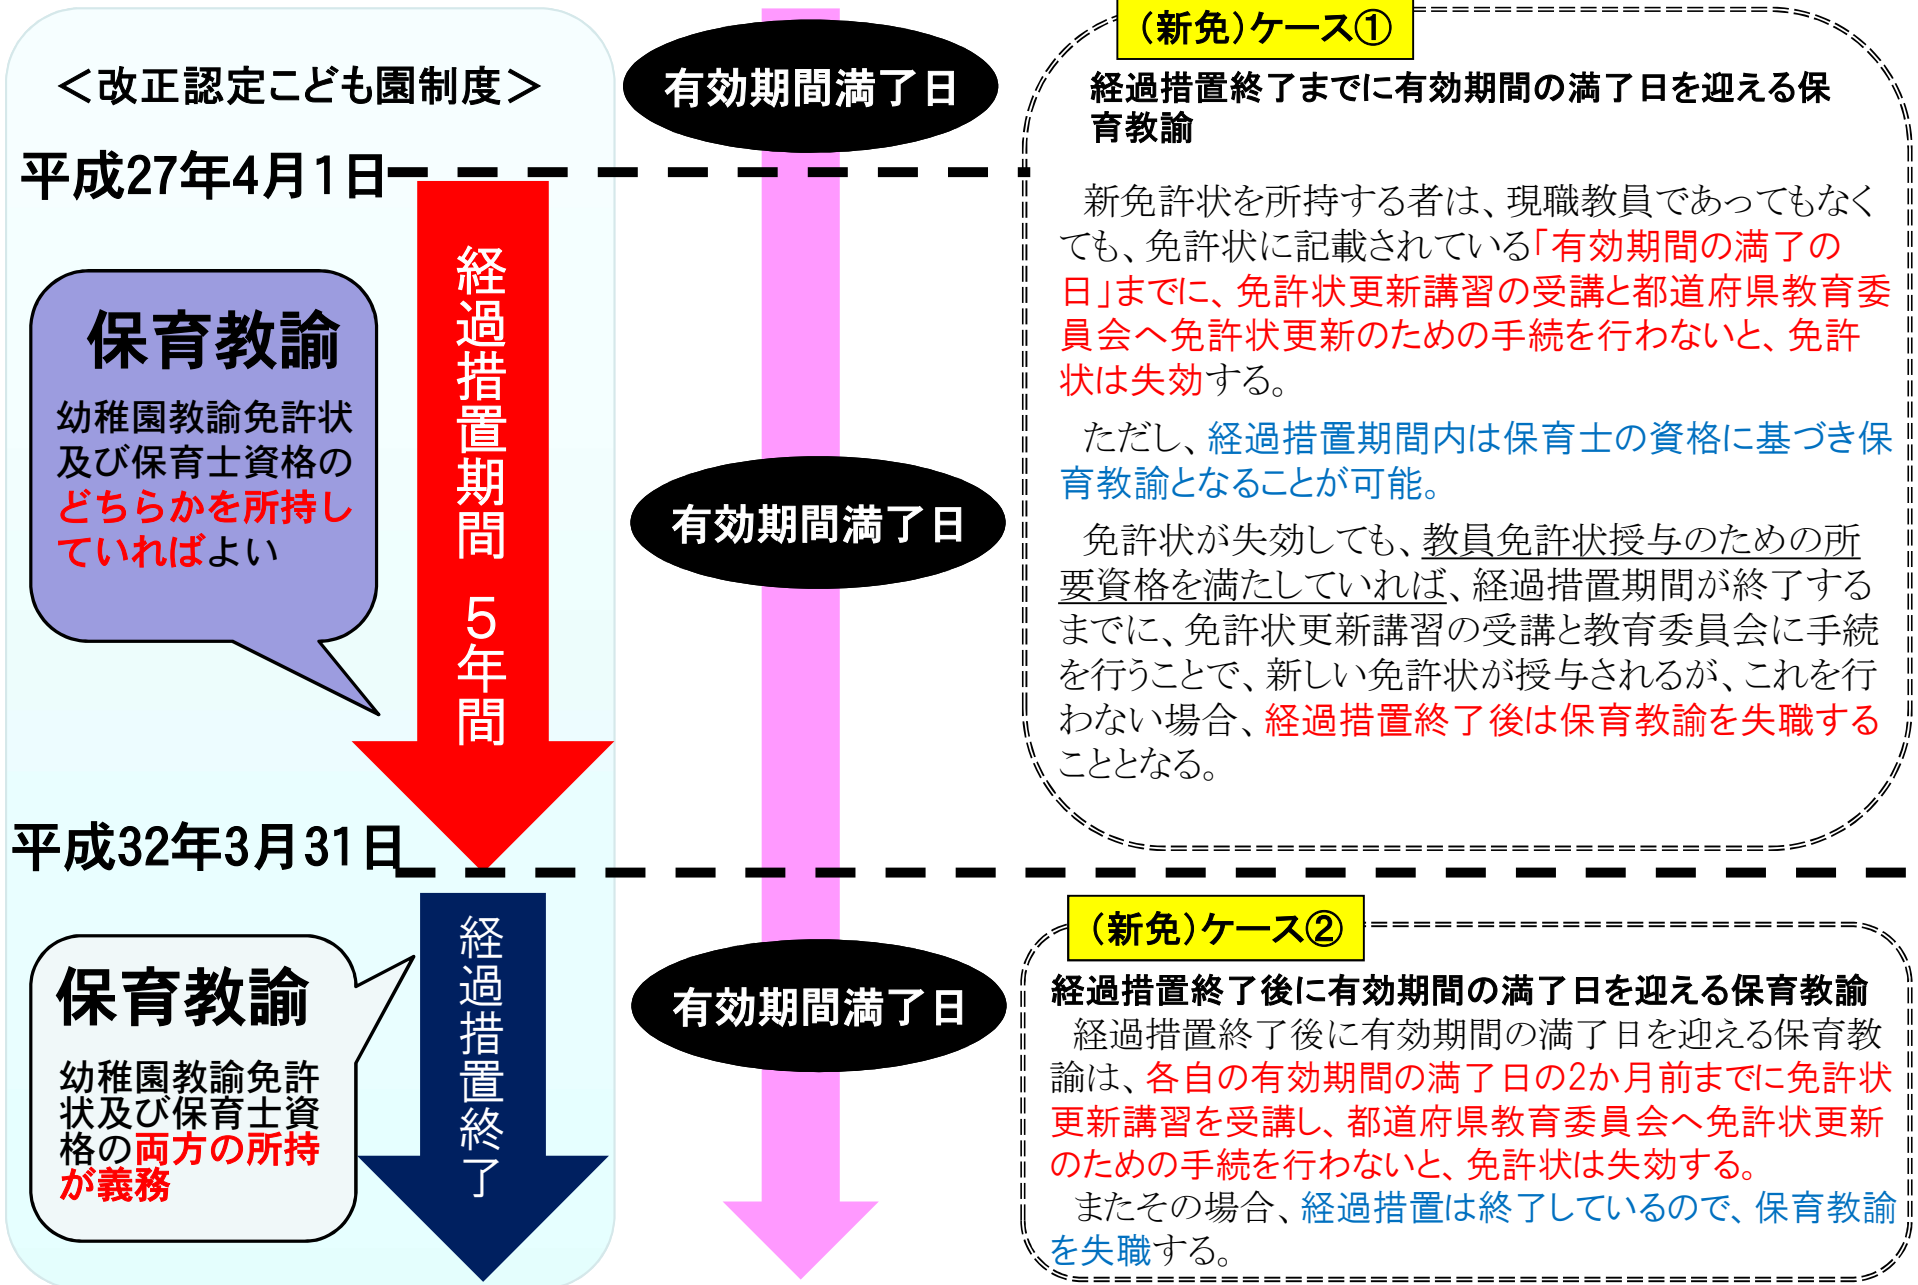 ＜改正認定こども園制度＞
平成27年4月1日
経過措置期間　５年間
保育教諭
幼稚園教諭免許状
及び保育士資格の
どちらかを所持し
ていればよい
平成32年3月31日
経過措置終了
保育教諭
幼稚園教諭免許
状及び保育士資
格の両方の所持
が義務
有効期間満了日
有効期間満了日
有効期間満了日
（新免）ケース①
経過措置終了までに有効期間の満了日を迎える保
育教諭
新免許状を所持する者は、現職教員であってもなく
ても、免許状に記載されている「有効期間の満了の
日」までに、免許状更新講習の受講と都道府県教育委
員会へ免許状更新のための手続を行わないと、免許
状は失効する。
ただし、経過措置期間内は保育士の資格に基づき保
育教諭となることが可能。
免許状が失効しても、教員免許状授与のための所
要資格を満たしていれば、経過措置期間が終了する
までに、免許状更新講習の受講と教育委員会に手続
を行うことで、新しい免許状が授与されるが、これを行
わない場合、経過措置終了後は保育教諭を失職する
こととなる。
（新免）ケース②
経過措置終了後に有効期間の満了日を迎える保育教諭
経過措置終了後に有効期間の満了日を迎える保育教
諭は、各自の有効期間の満了日の2か月前までに免許状
更新講習を受講し、都道府県教育委員会へ免許状更新
のための手続を行わないと、免許状は失効する。
またその場合、経過措置は終了しているので、保育教諭
を失職する。